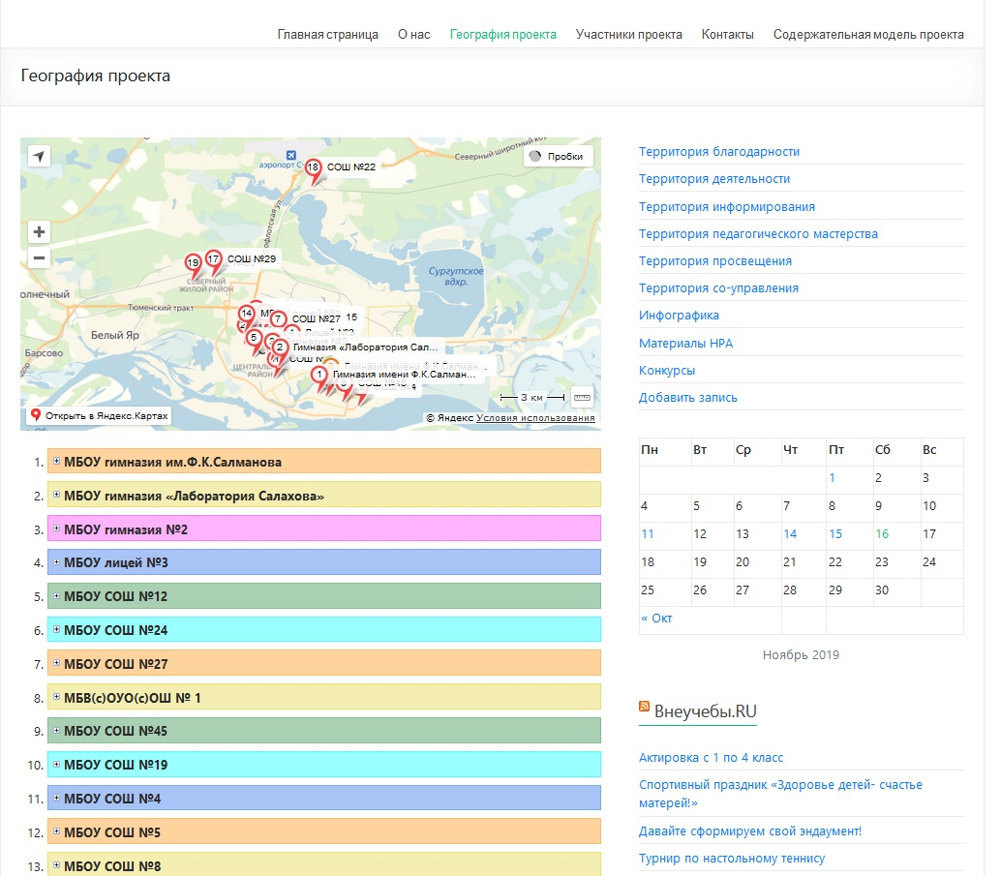 Главная страница О нас География проекта Участники проекта Контакты Содержательная модель проекта
География проекта
Северный широтный
аэропорт
18 СОШ №22
Пробки
19 17 СОШ №29
СЕВЕРНЫЙ
ЖИЛОЙ РАЙОН
Сургутское
вдхр.
Тюменский тракт
14 7 СОШ №27 15
Белый Яр
5 2 Гимназия «Лаборатория Сал...
Барсово
1 Гимназия имени Ф.К.Салман...
3 км
Открыть в Яндекс.Картах
© Яндекс Условия использования
1. МБОУ гимназия им.Ф.К.Салманова
2. МБОУ гимназия «Лаборатория Салахова»
3. МБОУ гимназия №2
4. МБОУ лицей №3
5. МБОУ СОШ №12
6. МБОУ СОШ №24
7. МБОУ СОШ №27
8. МБВ(с)ОУО(с)ОШ № 1
9. МБОУ СОШ №45
10. МБОУ СОШ №19
11. МБОУ СОШ №4
12. МБОУ СОШ №5
13. МБОУ СОШ №8
Территория благодарности
Территория деятельности
Территория информирования
Территория педагогического мастерства
Территория просвещения
Территория со-управления
Инфографика
Материалы НРА
Конкурсы
Добавить запись
Пн Вт Ср Чт Пт Сб Вс
1 2 3
4 5 6 7 8 9 10
11 12 13 14 15 16 17
18 19 20 21 22 23 24
25 26 27 28 29 30
« Окт
Ноябрь 2019
Внеучебы.RU
Актировка с 1 по 4 класс
Спортивный праздник «Здоровье детей- счастье
матерей!»
Давайте сформируем свой эндаумент!
Турнир по настольному теннису